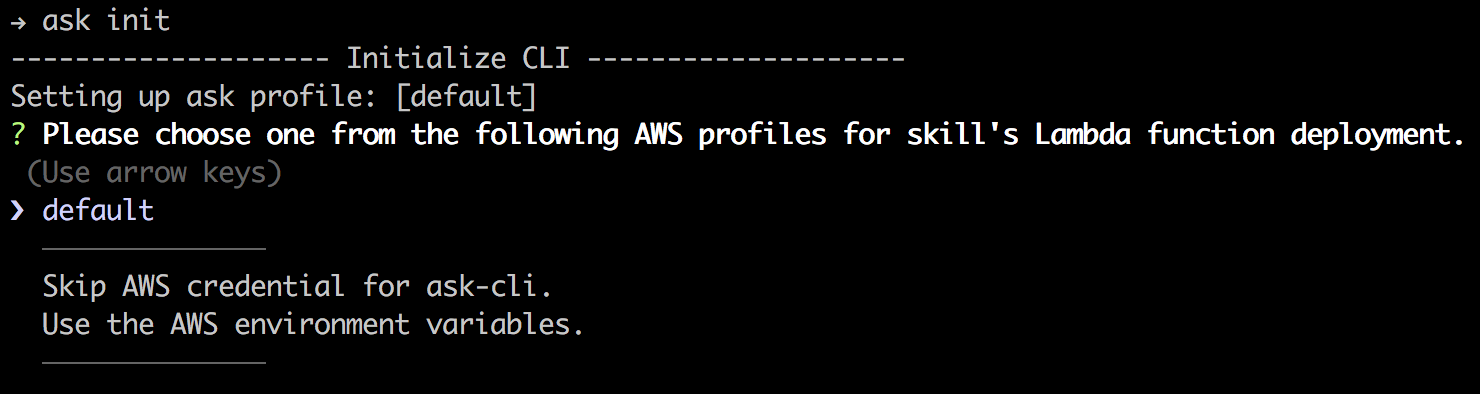 → ask init
-------------------- Initialize CLI --------------------
Setting up ask profile: [default]
? Please choose one from the following AWS profiles for skill's Lambda function deployment.
(Use arrow keys)
❯ default
──────────────
Skip AWS credential for ask-cli.
Use the AWS environment variables.
──────────────